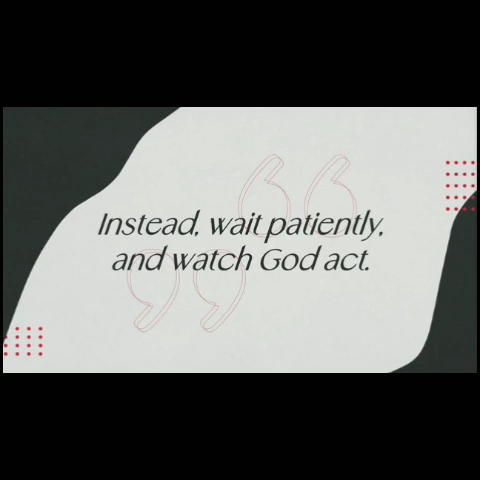 Instead, wait patiently,
and watch God act.